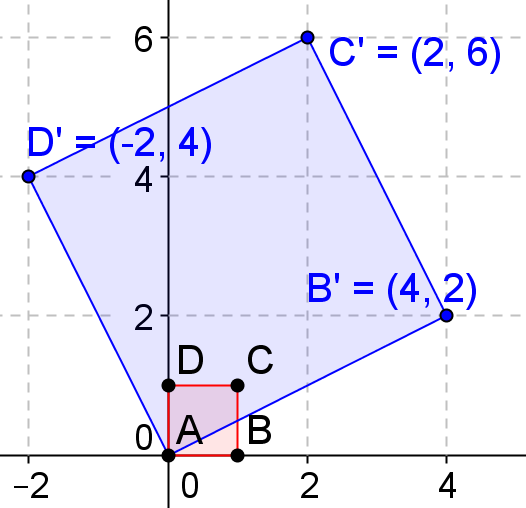 6
C' = (2, 6)
D' = (-2, 4)
4
B' = (4, 2)
2
D C
0 A B
−2 0 2 4